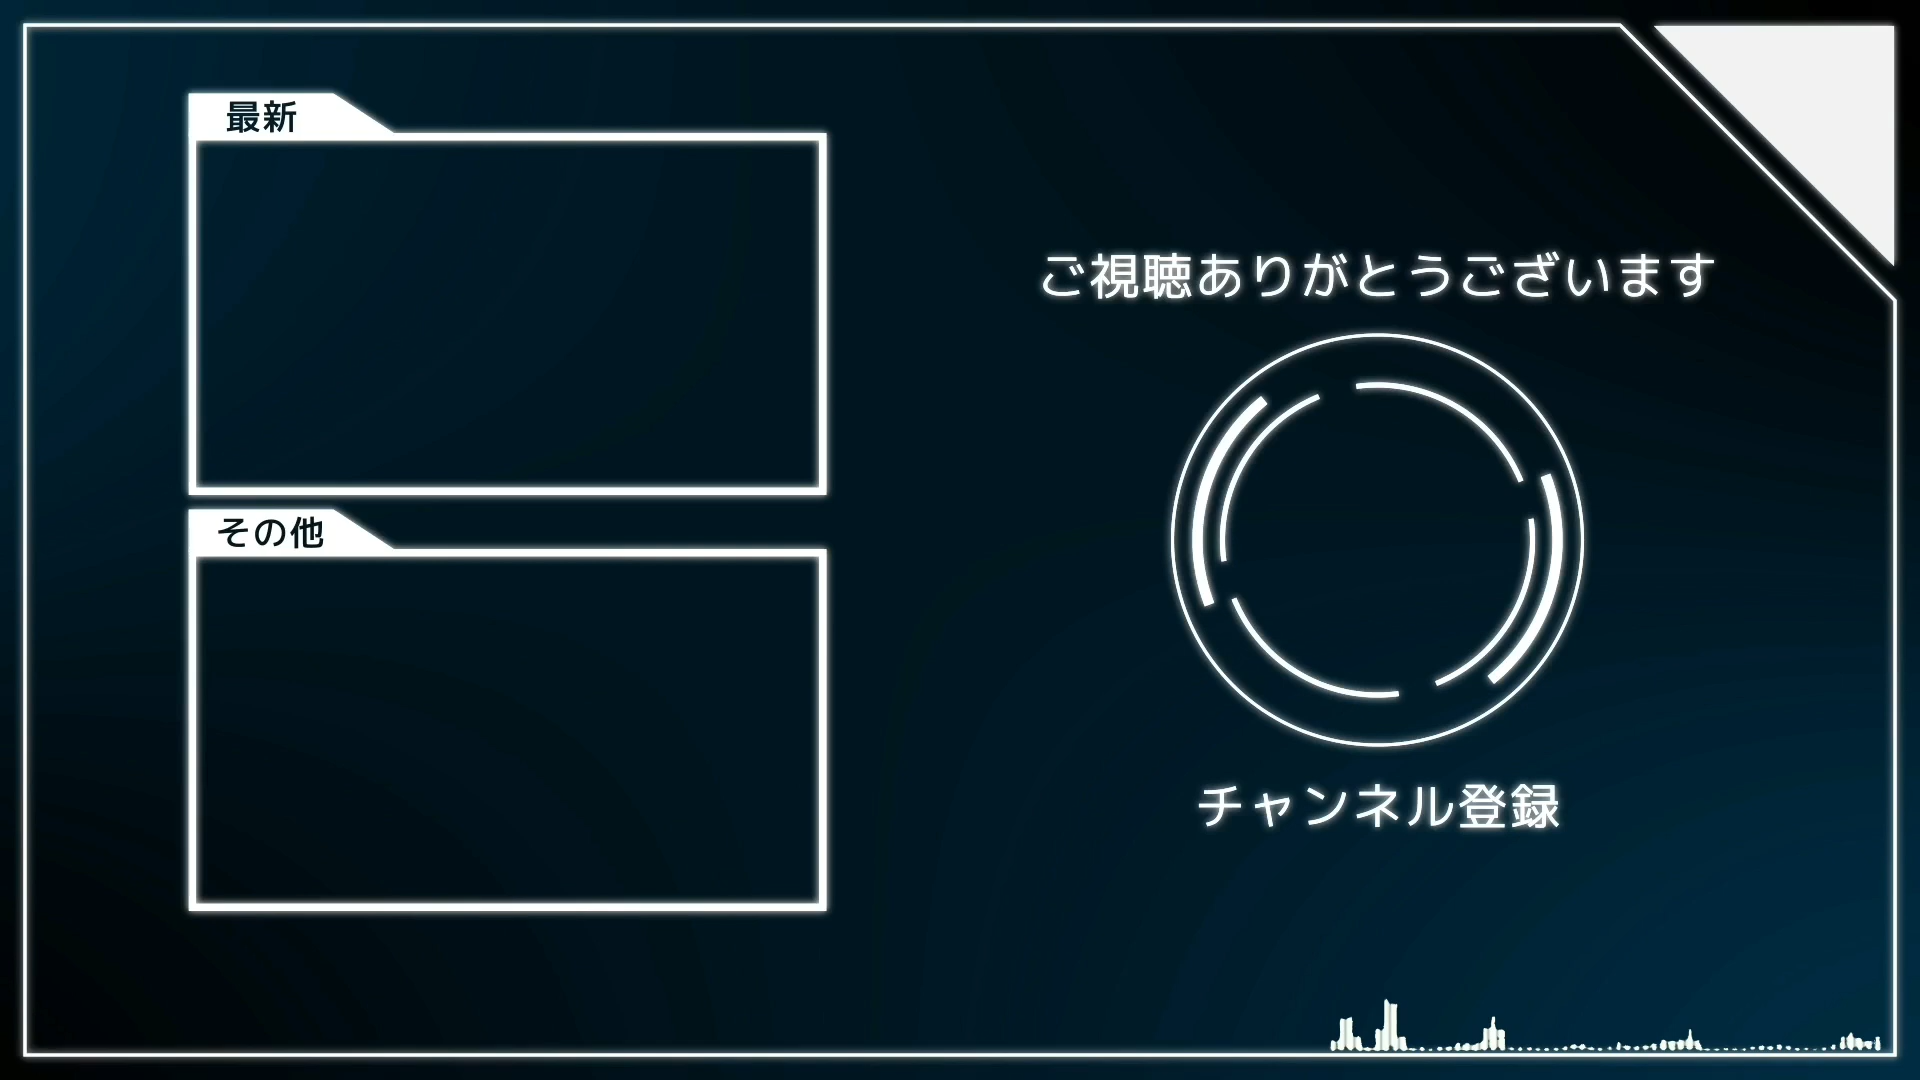 最新
その他
ご視聴ありがとうございます
チャンネル登録